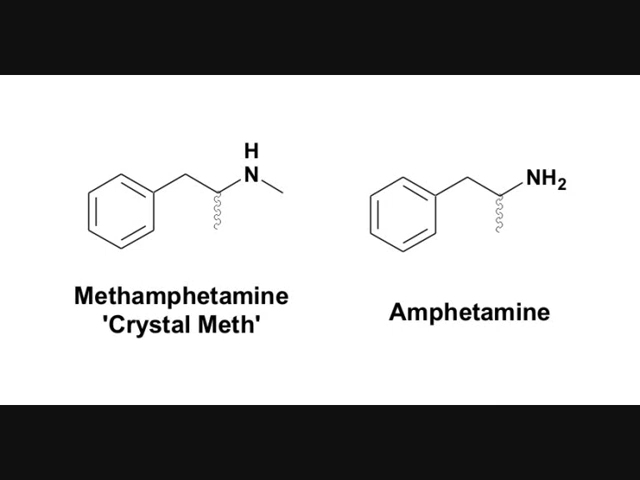 H
N
NH₂
Methamphetamine
'Crystal Meth'
Amphetamine